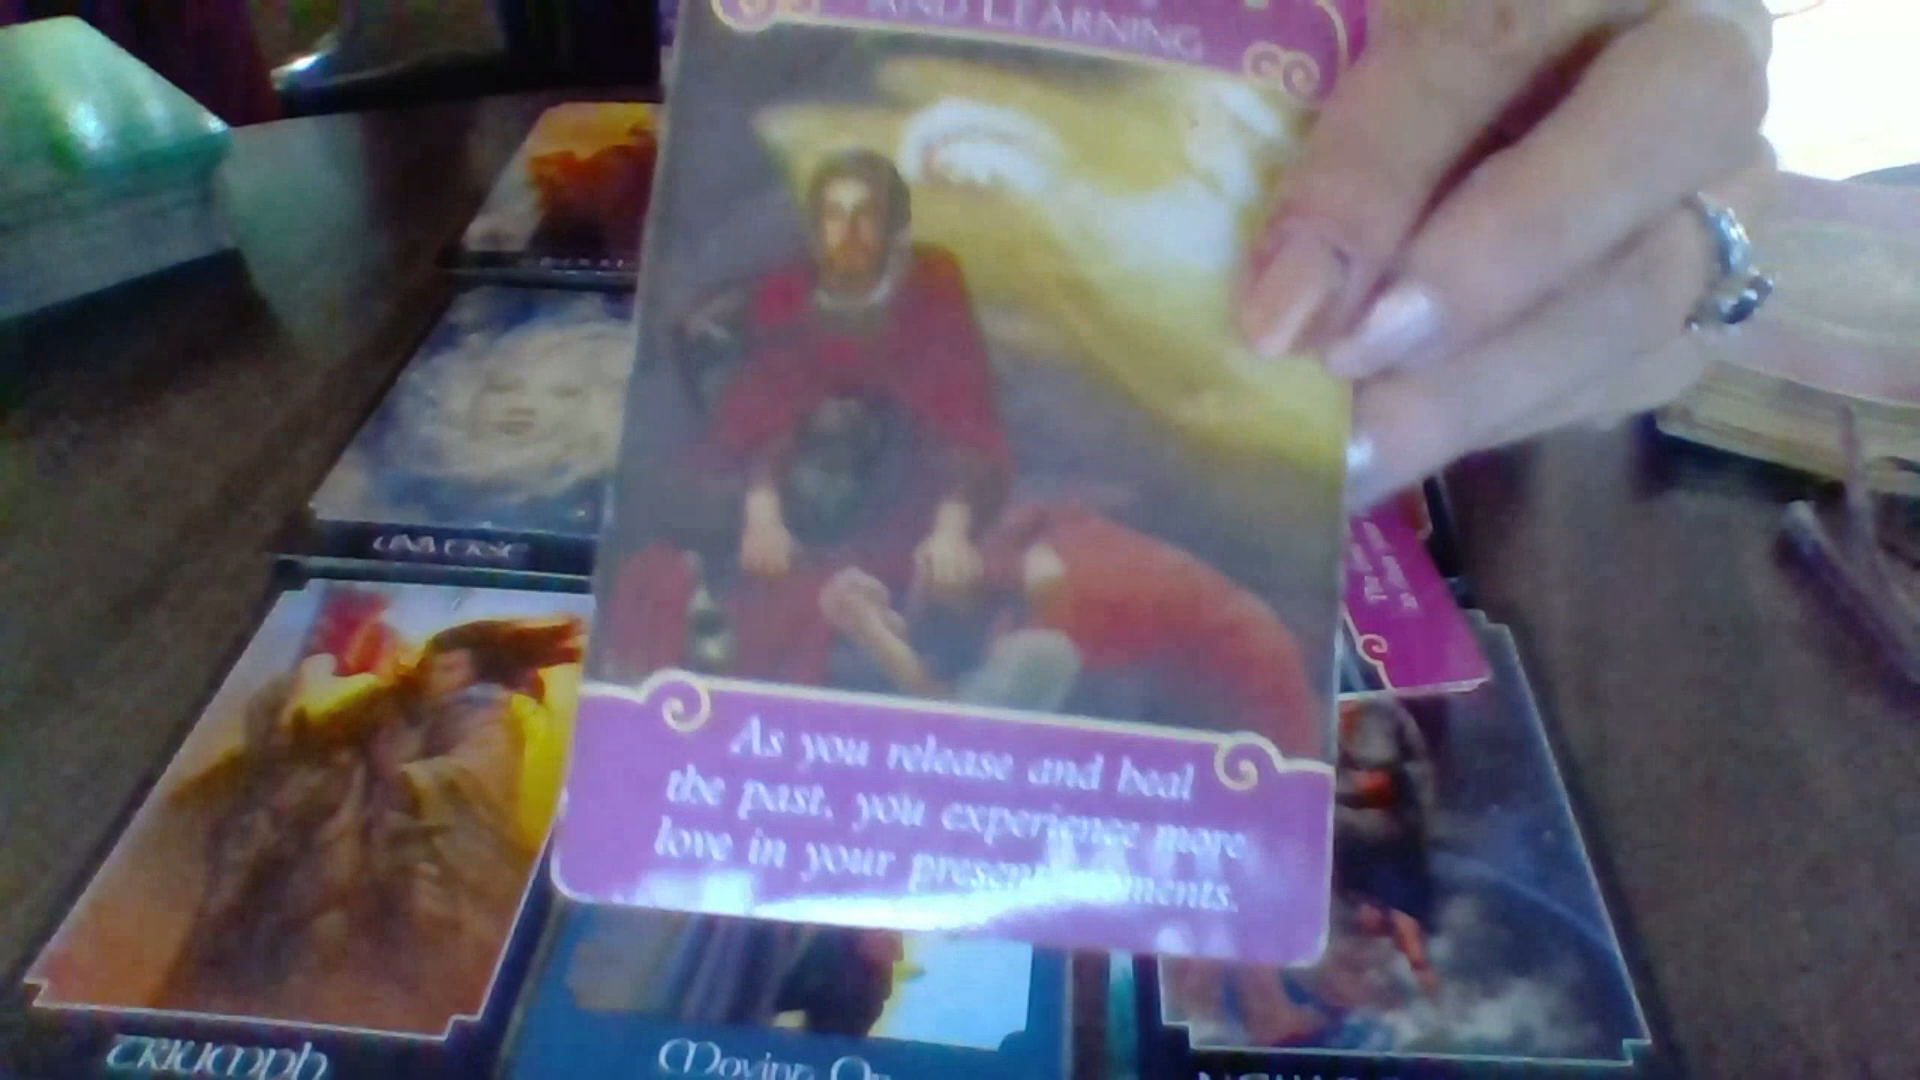 AND LEARNING
As you release and heal
the past, you experience more
love in your present moments.
UNIVERSE
TRIUMPH
Moving On